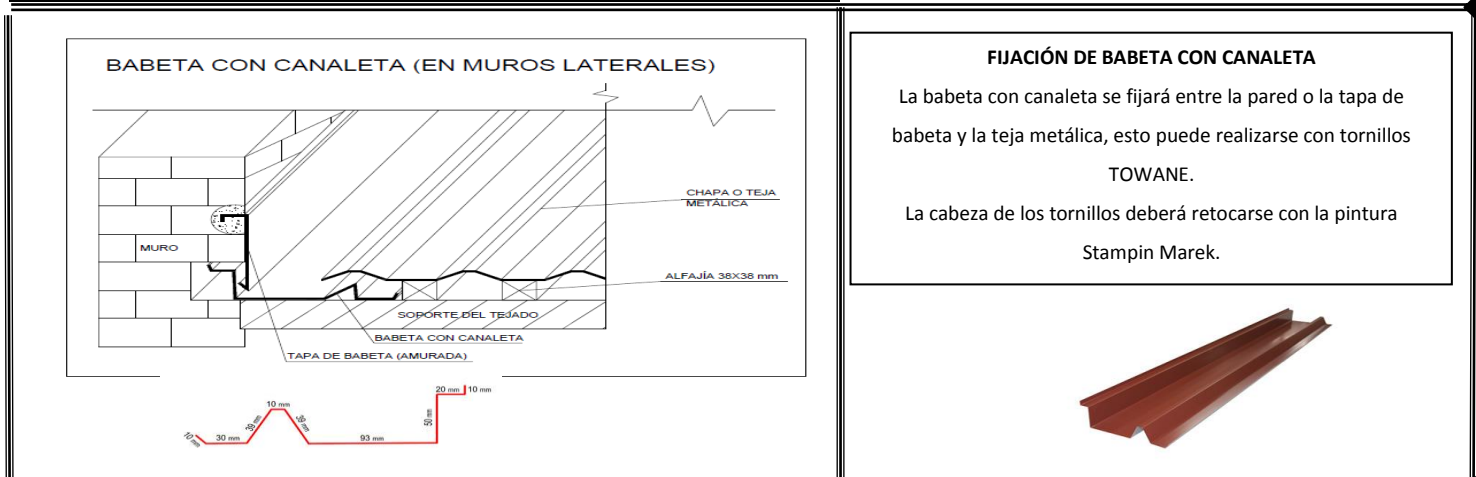 BABETA CON CANALETA (EN MUROS LATERALES)
CHAPA O TEJA
METÁLICA
MURO
ALFAJÍA 38X38 mm
SOPORTE DEL TEJADO
BABETA CON CANALETA
TAPA DE BABETA (AMURADA)
20 mm
10 mm
10 mm
50 mm
39 mm
39 mm
10 mm
30 mm
93 mm
FIJACIÓN DE BABETA CON CANALETA
La babeta con canaleta se fijará entre la pared o la tapa de
babeta y la teja metálica, esto puede realizarse con tornillos
TOWANE.
La cabeza de los tornillos deberá retocarse con la pintura
Stampin Marek.